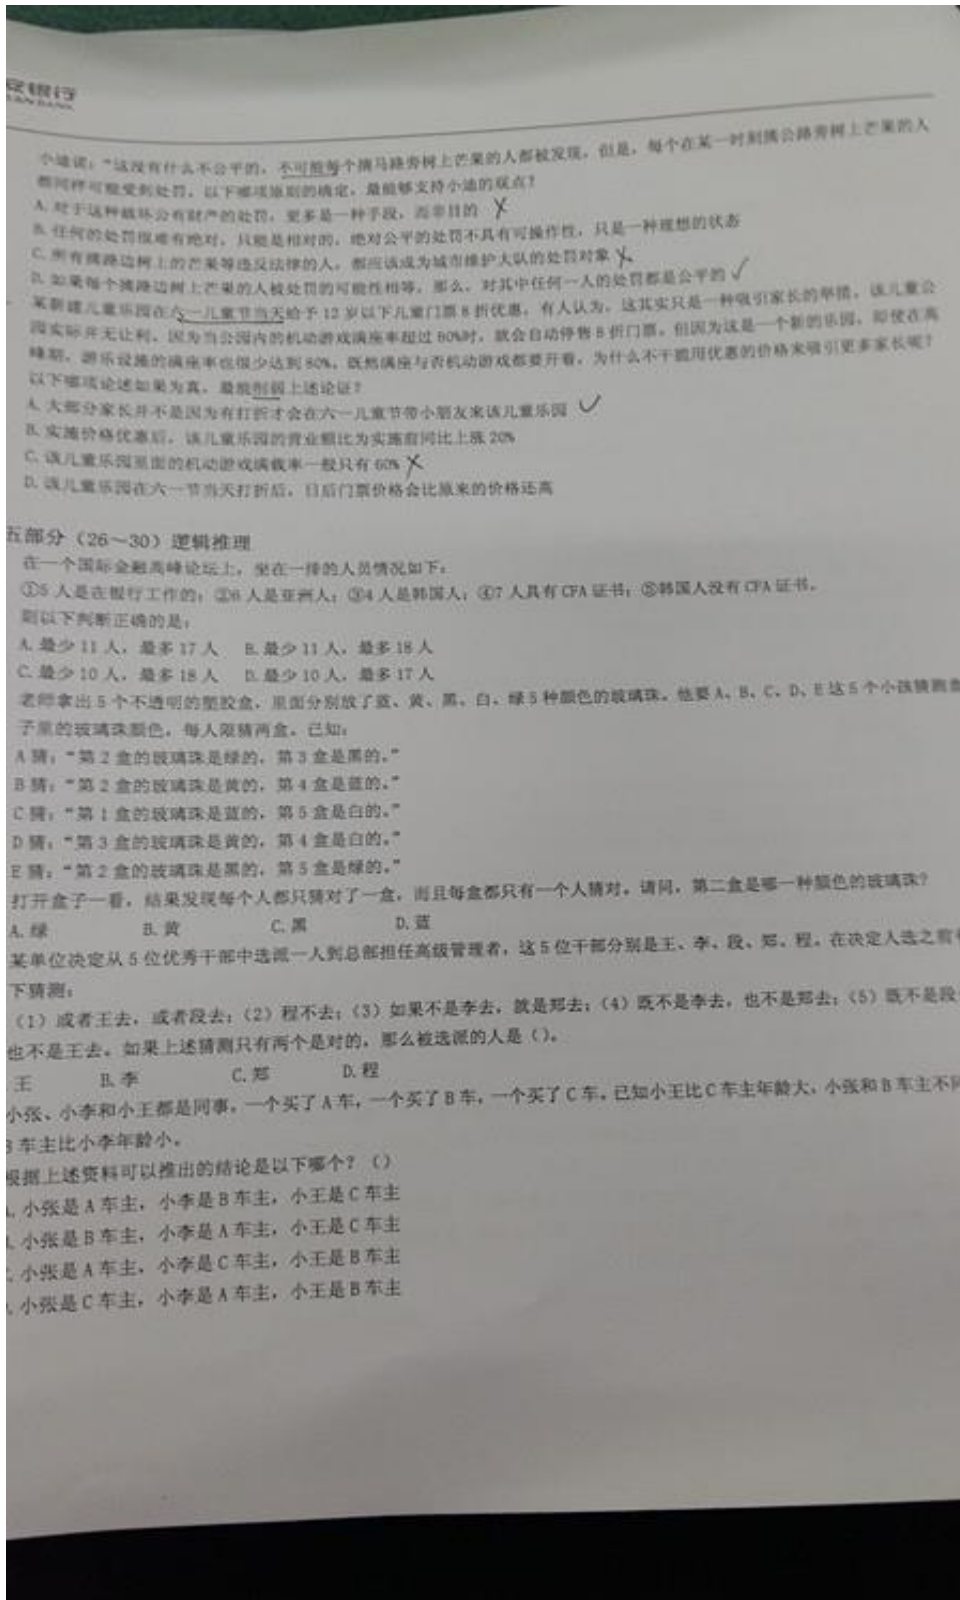 银行
小迪说:"这没有什么不公平的,不可能每个摘马路旁树上芒果的人都被发现,但是,每个在某一时刻摘公路旁树上芒果的人
都同样可能受到处罚。以下哪项原则的确定,最能够支持小迪的观点?
A.对于这种破坏公有财产的处罚,更多是一种手段,而非目的 X
B.任何的处罚很难有绝对,只能是相对的,绝对公平的处罚不具有可操作性,只是一种理想的状态
C.所有摘路边树上的芒果等违反法律的人,都应该成为城市维护大队的处罚对象 X
D.如果每个摘路边树上芒果的人被处罚的可能性相等,那么,对其中任何一人的处罚都是公平的 √
某新建儿童乐园在六一儿童节当天给予12岁以下儿童门票8折优惠,有人认为,这其实只是一种吸引家长的举措,该儿童公
园实际并无让利,因为当公园内的机动游戏满座率超过80%时,就会自动停售8折门票,但因为这是一个新的乐园,即使在高
峰期,游乐设施的满座率也很少达到80%。既然满座与否机动游戏都要开着,为什么不干脆用优惠的价格来吸引更多家长呢?
以下哪项论述如果为真,最能削弱上述论证?
A.大部分家长并不是因为有打折才会在六一儿童节带小朋友来该儿童乐园 √
B.实施价格优惠后,该儿童乐园的营业额比为实施前同比上涨20%
C.该儿童乐园里面的机动游戏满载率一般只有60% X
D.该儿童乐园在六一节当天打折后,日后门票价格会比原来的价格还高
五部分(26～30)逻辑推理
在一个国际金融高峰论坛上,坐在一排的人员情况如下:
①5人是在银行工作的;②6人是亚洲人;③4人是韩国人;④7人具有CFA证书;⑤韩国人没有CFA证书。
则以下判断正确的是:
A.最少11人,最多17人 B.最少11人,最多18人
C.最少10人,最多18人 D.最少10人,最多17人
老师拿出5个不透明的塑胶盒,里面分别放了蓝、黄、黑、白、绿5种颜色的玻璃珠。他要A、B、C、D、E这5个小孩猜测盒
子里的玻璃珠颜色,每人限猜两盒。已知:
A猜:"第2盒的玻璃珠是绿的,第3盒是黑的。"
B猜:"第2盒的玻璃珠是黄的,第4盒是蓝的。"
C猜:"第1盒的玻璃珠是蓝的,第5盒是白的。"
D猜:"第3盒的玻璃珠是黄的,第4盒是白的。"
E猜:"第2盒的玻璃珠是黑的,第5盒是绿的。"
打开盒子一看,结果发现每个人都只猜对了一盒,而且每盒都只有一个人猜对。请问,第二盒是哪一种颜色的玻璃珠?
A.绿 B.黄 C.黑 D.蓝
某单位决定从5位优秀干部中选派一人到总部担任高级管理者,这5位干部分别是王、李、段、郑、程。在决定人选之前
下猜测:
(1)或者王去,或者段去;(2)程不去;(3)如果不是李去,就是郑去;(4)既不是李去,也不是郑去;(5)既不是段
也不是王去。如果上述猜测只有两个是对的,那么被选派的人是()。
王 B.李 C.郑 D.程
小张、小李和小王都是同事,一个买了A车,一个买了B车,一个买了C车,已知小王比C车主年龄大,小张和B车主不同
B车主比小李年龄小。
根据上述资料可以推出的结论是以下哪个?()
小张是A车主,小李是B车主,小王是C车主
小张是B车主,小李是A车主,小王是C车主
小张是A车主,小李是C车主,小王是B车主
小张是C车主,小李是A车主,小王是B车主